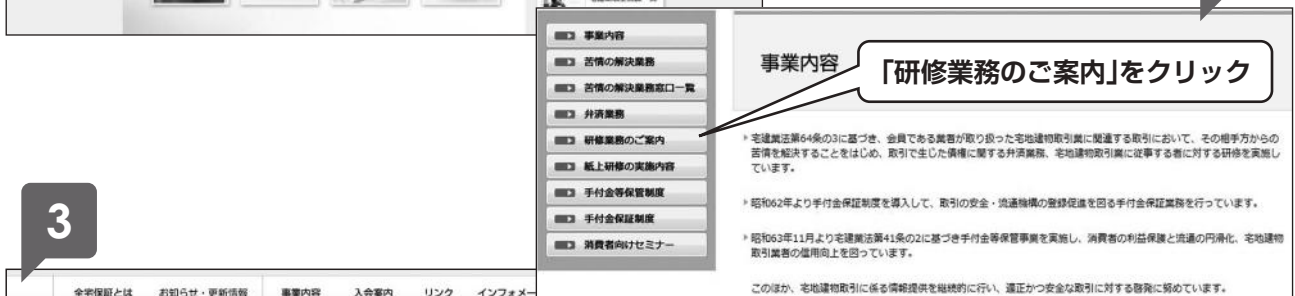 事業内容
苦情の解決業務
苦情の解決業務窓口一覧
弁済業務
研修業務のご案内
紙上研修の実施内容
手付金等保管制度
手付金保証制度
消費者向けセミナー
事業内容
「研修業務のご案内」をクリック
宅建業法第64条の3に基づき、会員である業者が取り扱った宅地建物取引業に関連する取引において、その相手方からの
苦情を解決することをはじめ、取引で生じた債権に関する弁済業務、宅地建物取引業に従事する者に対する研修を実施し
ています。
昭和62年より手付金保証制度を導入して、取引の安全・流通機構の登録促進を図る手付金保証業務を行っています。
昭和63年11月より宅建業法第41条の2に基づき手付金等保管事業を実施し、消費者の利益保護と流通の円滑化、宅地建物
取引業者の信用向上を図っています。
このほか、宅地建物取引に係る情報提供を継続的に行い、適正かつ安全な取引に対する啓発に努めています。
3
全宅保証とは お知らせ・更新情報 事業内容 入会案内 リンク インフォメー